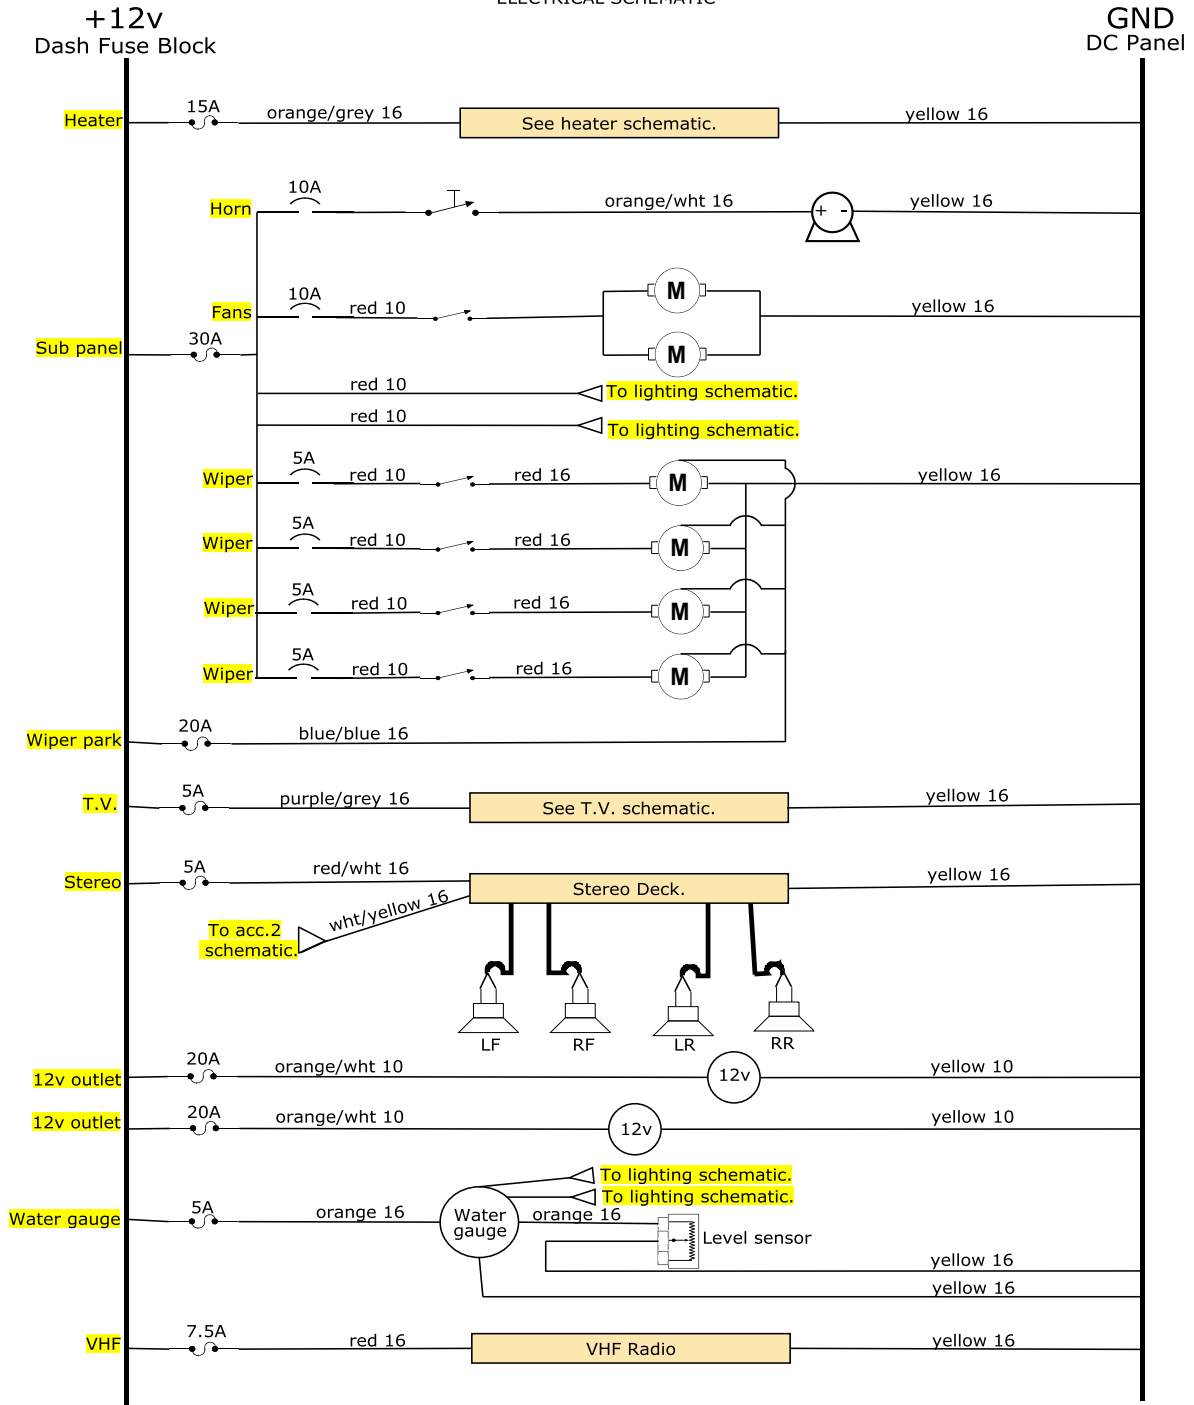 ELECTRICAL SCHEMATIC
+12v
Dash Fuse Block
GND
DC Panel
Heater
15A
orange/grey 16
See heater schematic.
yellow 16
Horn
10A
orange/wht 16
+ -
yellow 16
Fans
10A
red 10
M
M
yellow 16
Sub panel
30A
red 10
To lighting schematic.
red 10
To lighting schematic.
Wiper
5A
red 10
red 16
M
yellow 16
Wiper
5A
red 10
red 16
M
Wiper
5A
red 10
red 16
M
Wiper
5A
red 10
red 16
M
Wiper park
20A
blue/blue 16
T.V.
5A
purple/grey 16
See T.V. schematic.
yellow 16
Stereo
5A
red/wht 16
Stereo Deck.
yellow 16
wht/yellow 16
To acc.2
schematic.
LF
RF
LR
RR
12v outlet
20A
orange/wht 10
12v
yellow 10
12v outlet
20A
orange/wht 10
12v
yellow 10
To lighting schematic.
To lighting schematic.
Water gauge
5A
orange 16
Water
gauge
orange 16
Level sensor
yellow 16
yellow 16
VHF
7.5A
red 16
VHF Radio
yellow 16